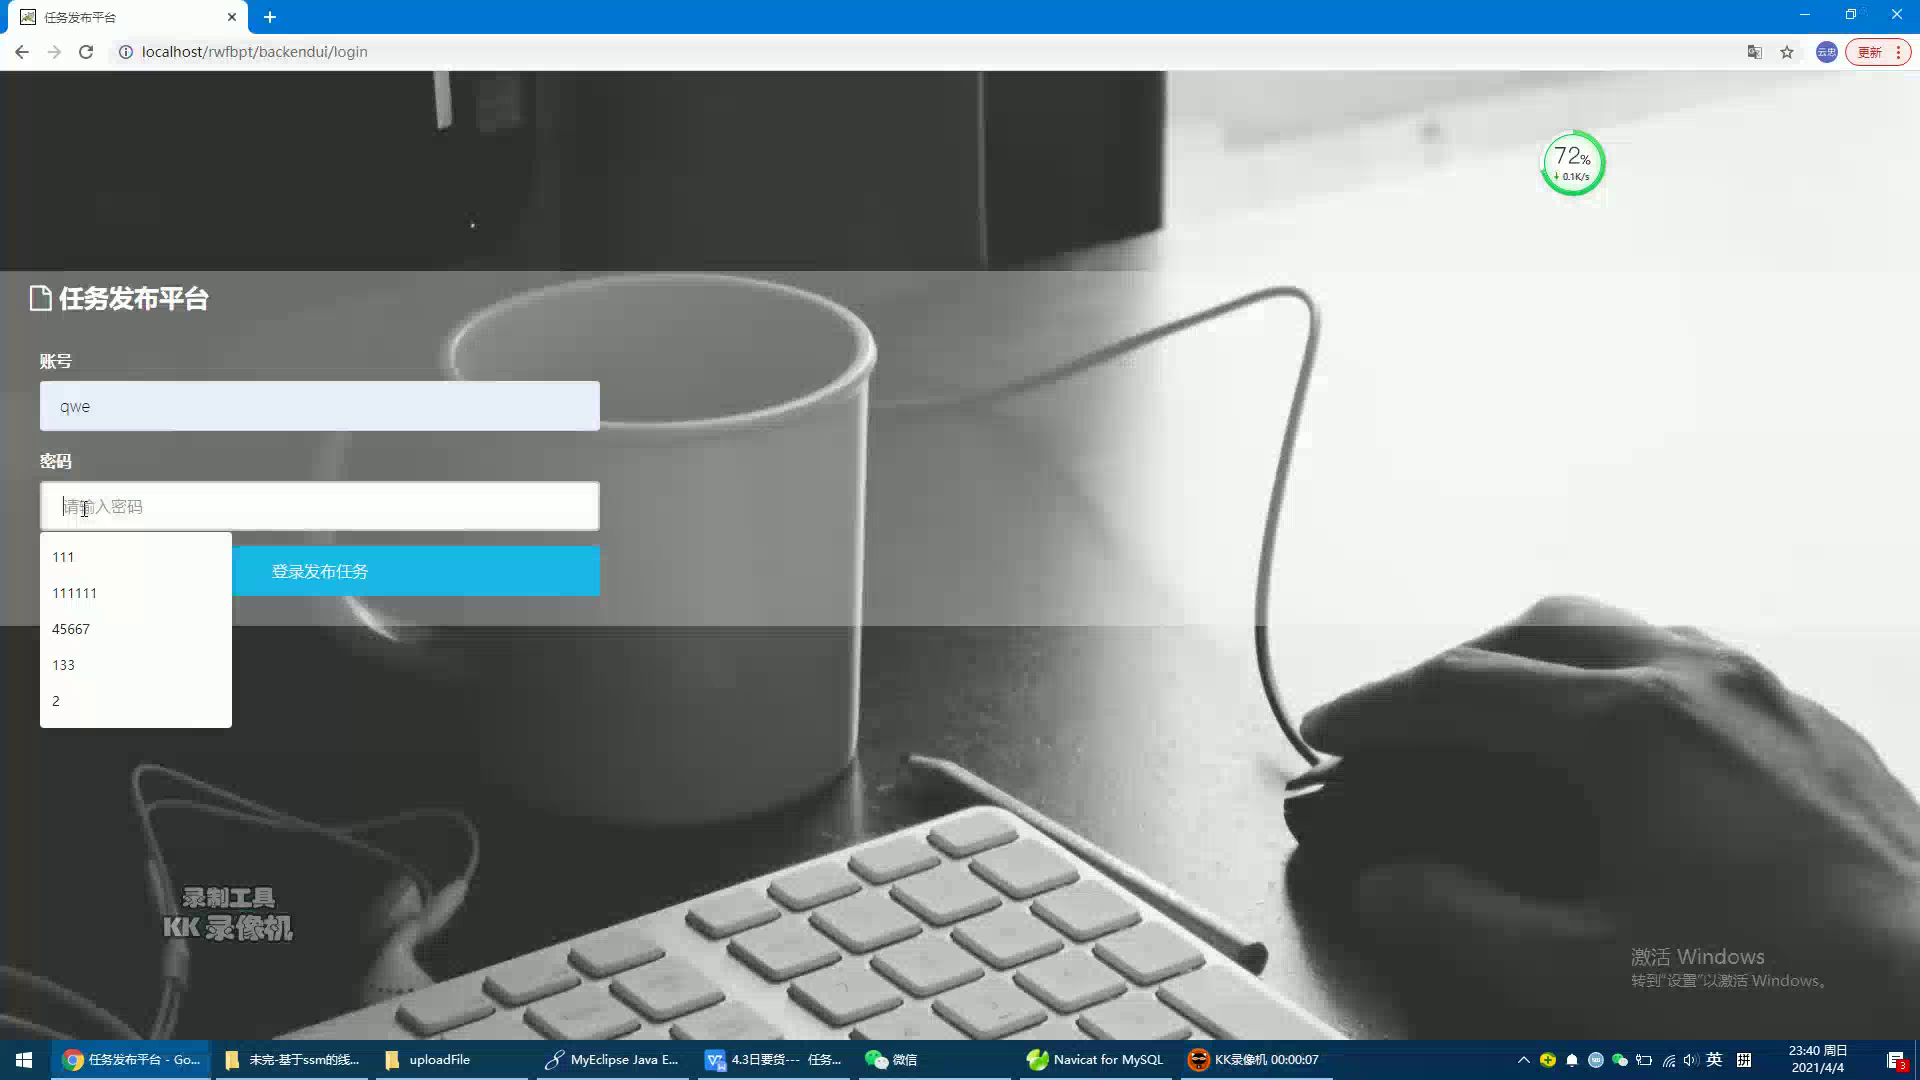 任务发布平台
localhost/rwfbpt/backendui/login
云忠
更新
72%
0.1K/s
任务发布平台
账号
qwe
密码
请输入密码
111
111111
45667
133
2
登录发布任务
录制工具
KK 录像机
激活 Windows
转到“设置”以激活 Windows。
任务发布平台 - Go...
未完-基于ssm的线...
uploadFile
MyEclipse Java E...
4.3日要货--- 任务...
微信
Navicat for MySQL
KK录像机 00:00:07
英
拼
23:40 周日
2021/4/4
3